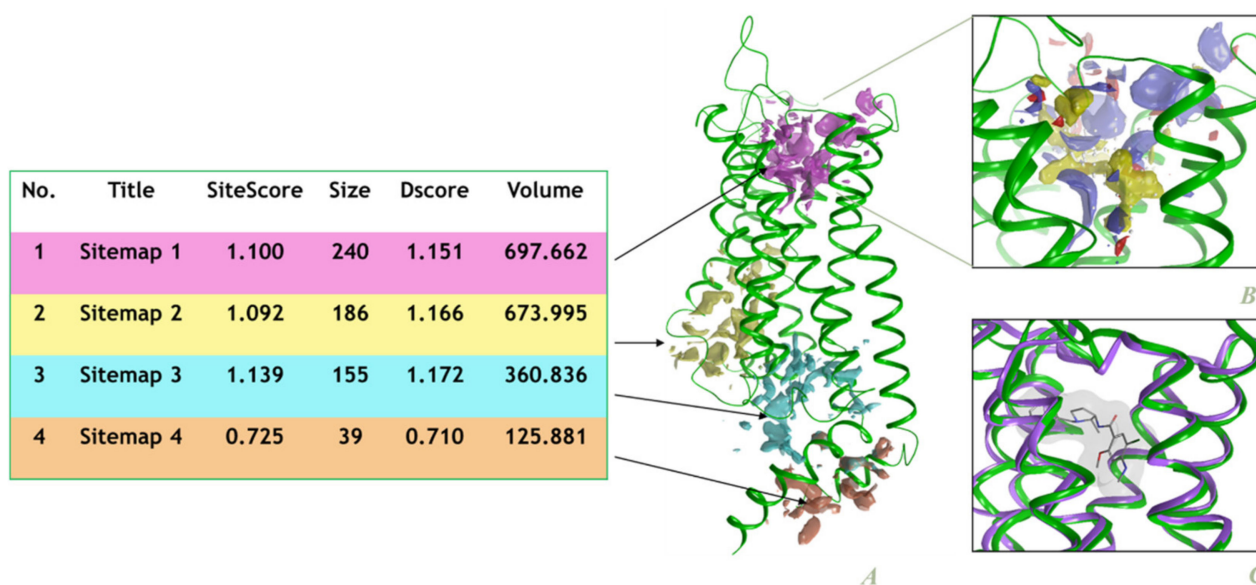 No. Title SiteScore Size Dscore Volume
1 Sitemap 1 1.100 240 1.151 697.662
2 Sitemap 2 1.092 186 1.166 673.995
3 Sitemap 3 1.139 155 1.172 360.836
4 Sitemap 4 0.725 39 0.710 125.881
A
B
C